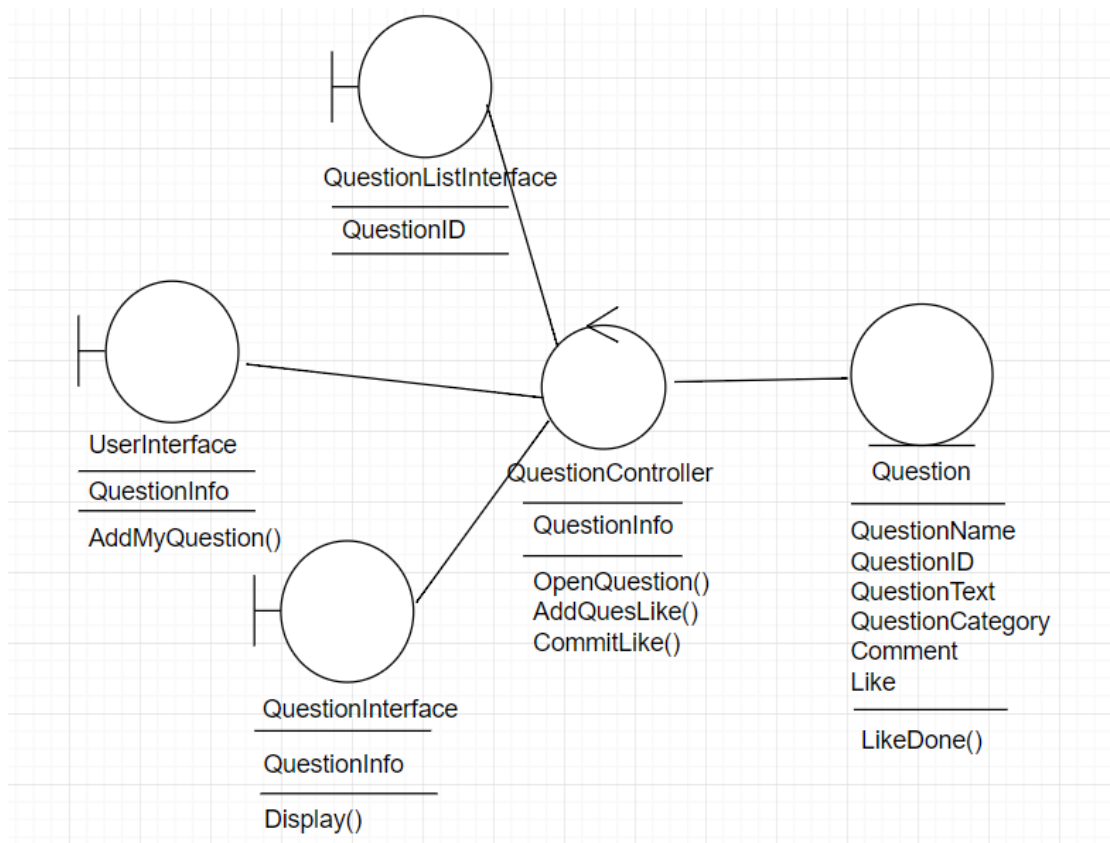 QuestionListInterface
QuestionID
UserInterface
QuestionInfo
AddMyQuestion()
QuestionInterface
QuestionInfo
Display()
QuestionController
QuestionInfo
OpenQuestion()
AddQuesLike()
CommitLike()
Question
QuestionName
QuestionID
QuestionText
QuestionCategory
Comment
Like
LikeDone()